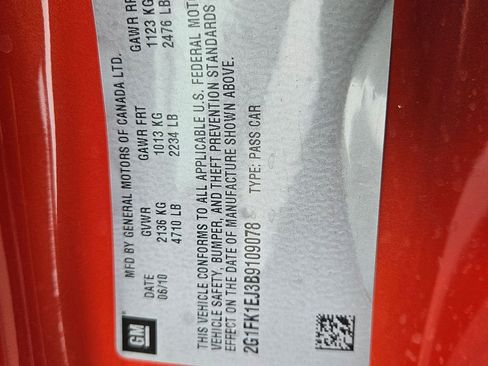 GM
MFD BY GENERAL MOTORS OF CANADA LTD.
DATE GVWR GAWR FRT GAWR RR
06/10 2136 KG 1013 KG 1123 KG
4710 LB 2234 LB 2476 LB
THIS VEHICLE CONFORMS TO ALL APPLICABLE U.S. FEDERAL MOTOR
VEHICLE SAFETY, BUMPER, AND THEFT PREVENTION STANDARDS
EFFECT ON THE DATE OF MANUFACTURE SHOWN ABOVE.
2G1FK1EJ3B9109078 TYPE: PASS CAR